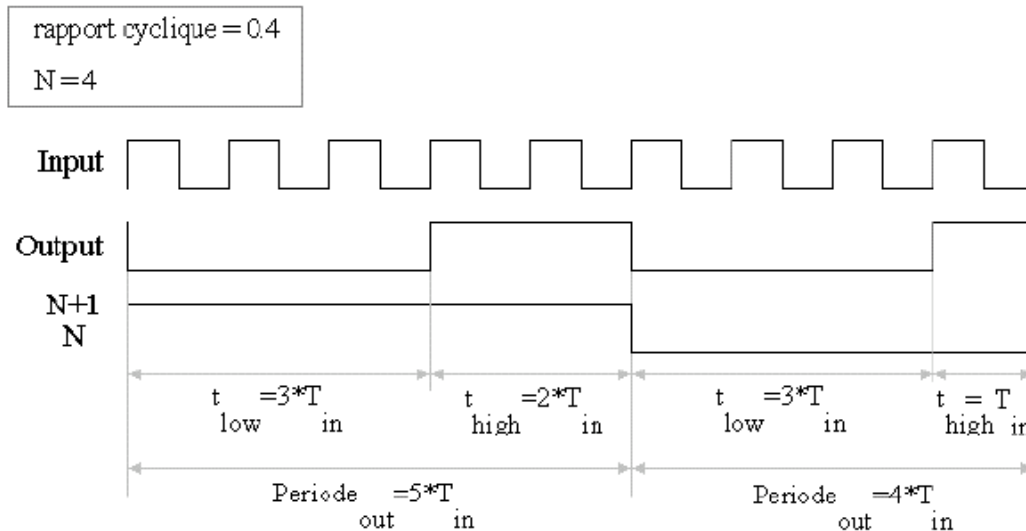 rapport cyclique = 0.4
N=4
Input
Output
N+1
N
t low =3*T in
t high =2*T in
t low =3*T in
t high = T in
Periode out =5*T in
Periode out =4*T in